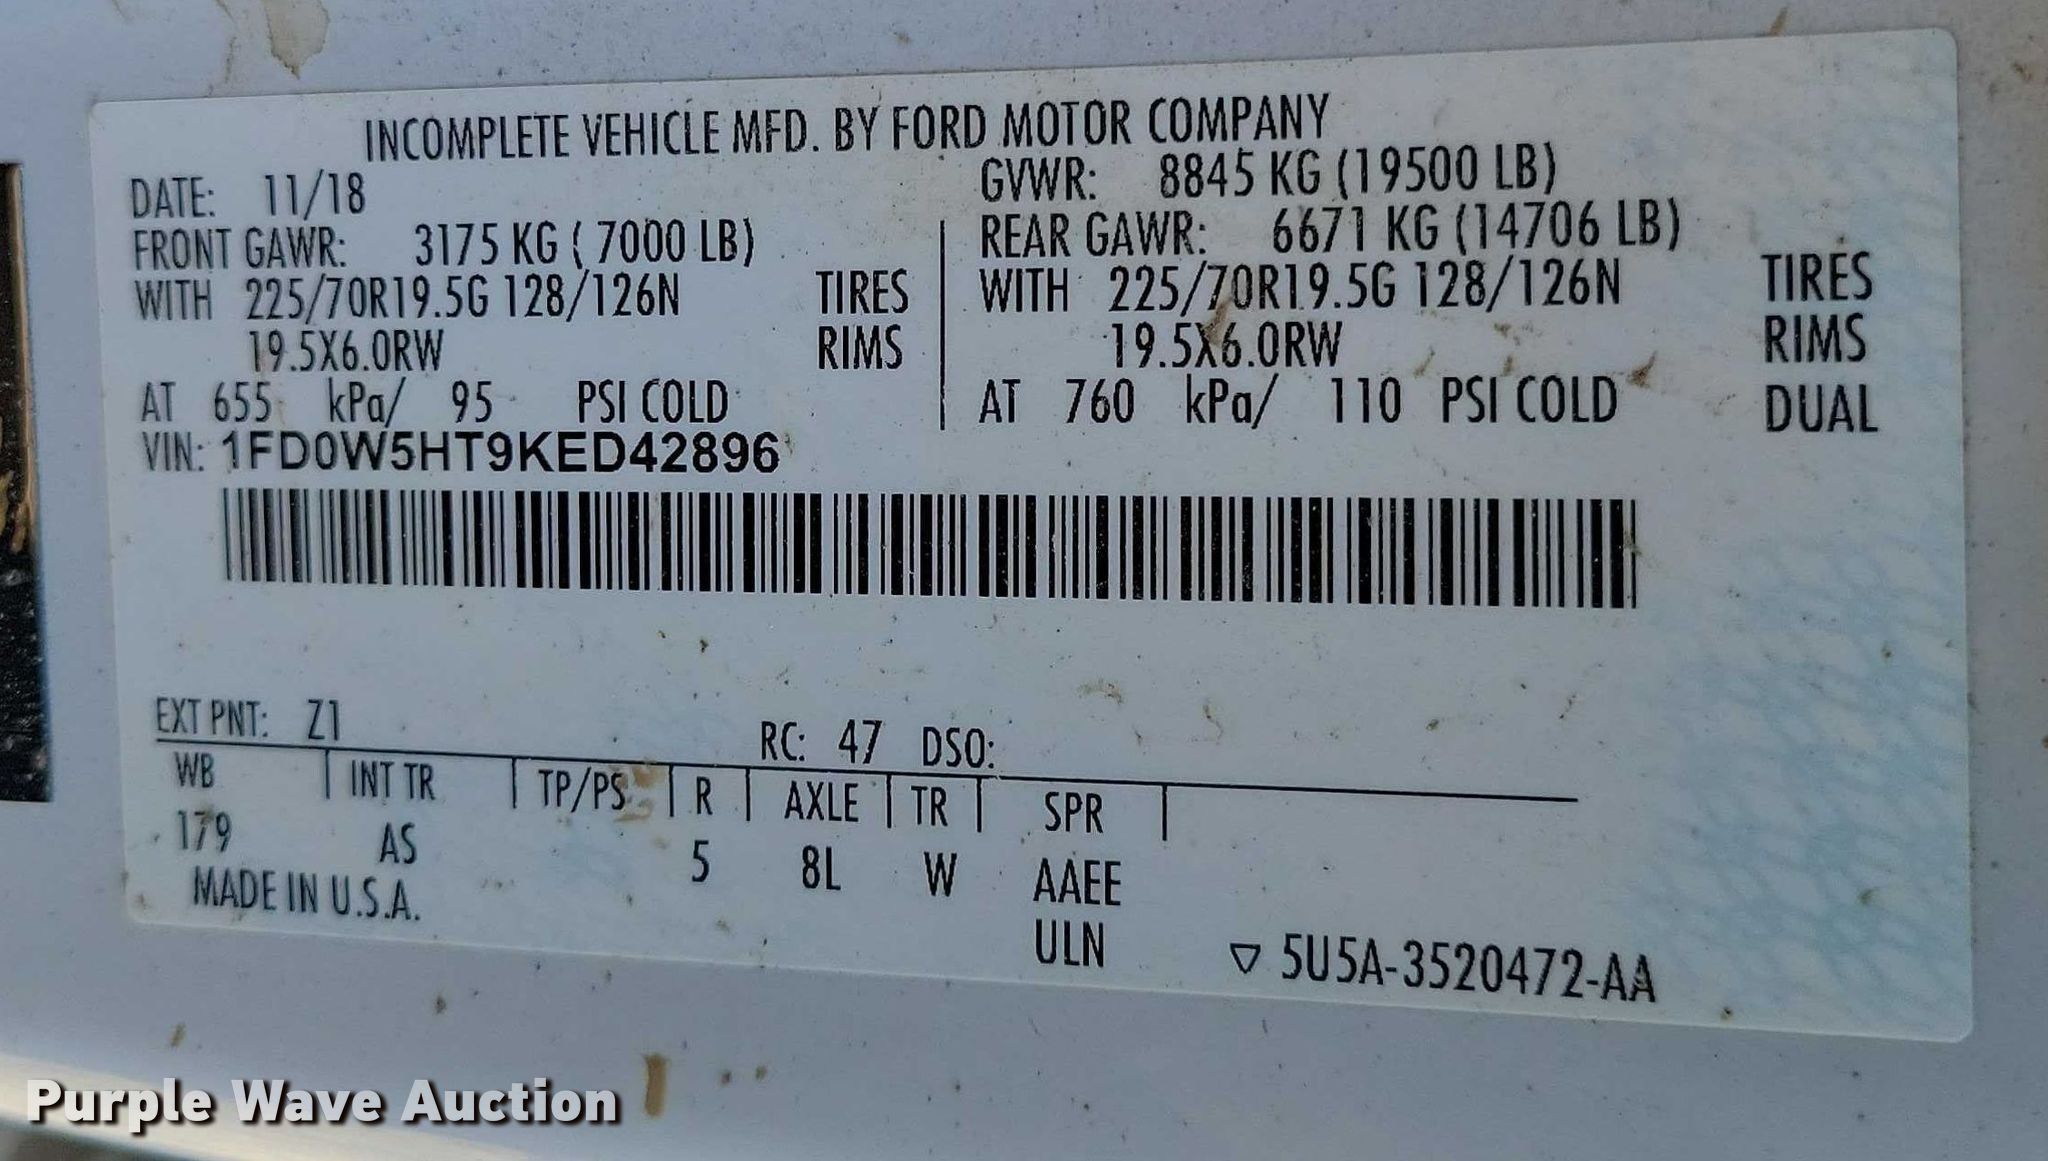 INCOMPLETE VEHICLE MFD. BY FORD MOTOR COMPANY
DATE: 11/18 GVWR: 8845 KG (19500 LB)
FRONT GAWR: 3175 KG ( 7000 LB) REAR GAWR: 6671 KG (14706 LB)
WITH 225/70R19.5G 128/126N TIRES WITH 225/70R19.5G 128/126N TIRES
19.5X6.0RW RIMS 19.5X6.0RW RIMS
AT 655 kPa/ 95 PSI COLD AT 760 kPa/ 110 PSI COLD DUAL
VIN: 1FD0W5HT9KED42896
EXT PNT: Z1 RC: 47 DSO:
WB INT TR TP/PS R AXLE TR SPR
179 AS 5 8L W AAEE
MADE IN U.S.A. ULN ▽ 5U5A-3520472-AA
Purple Wave Auction